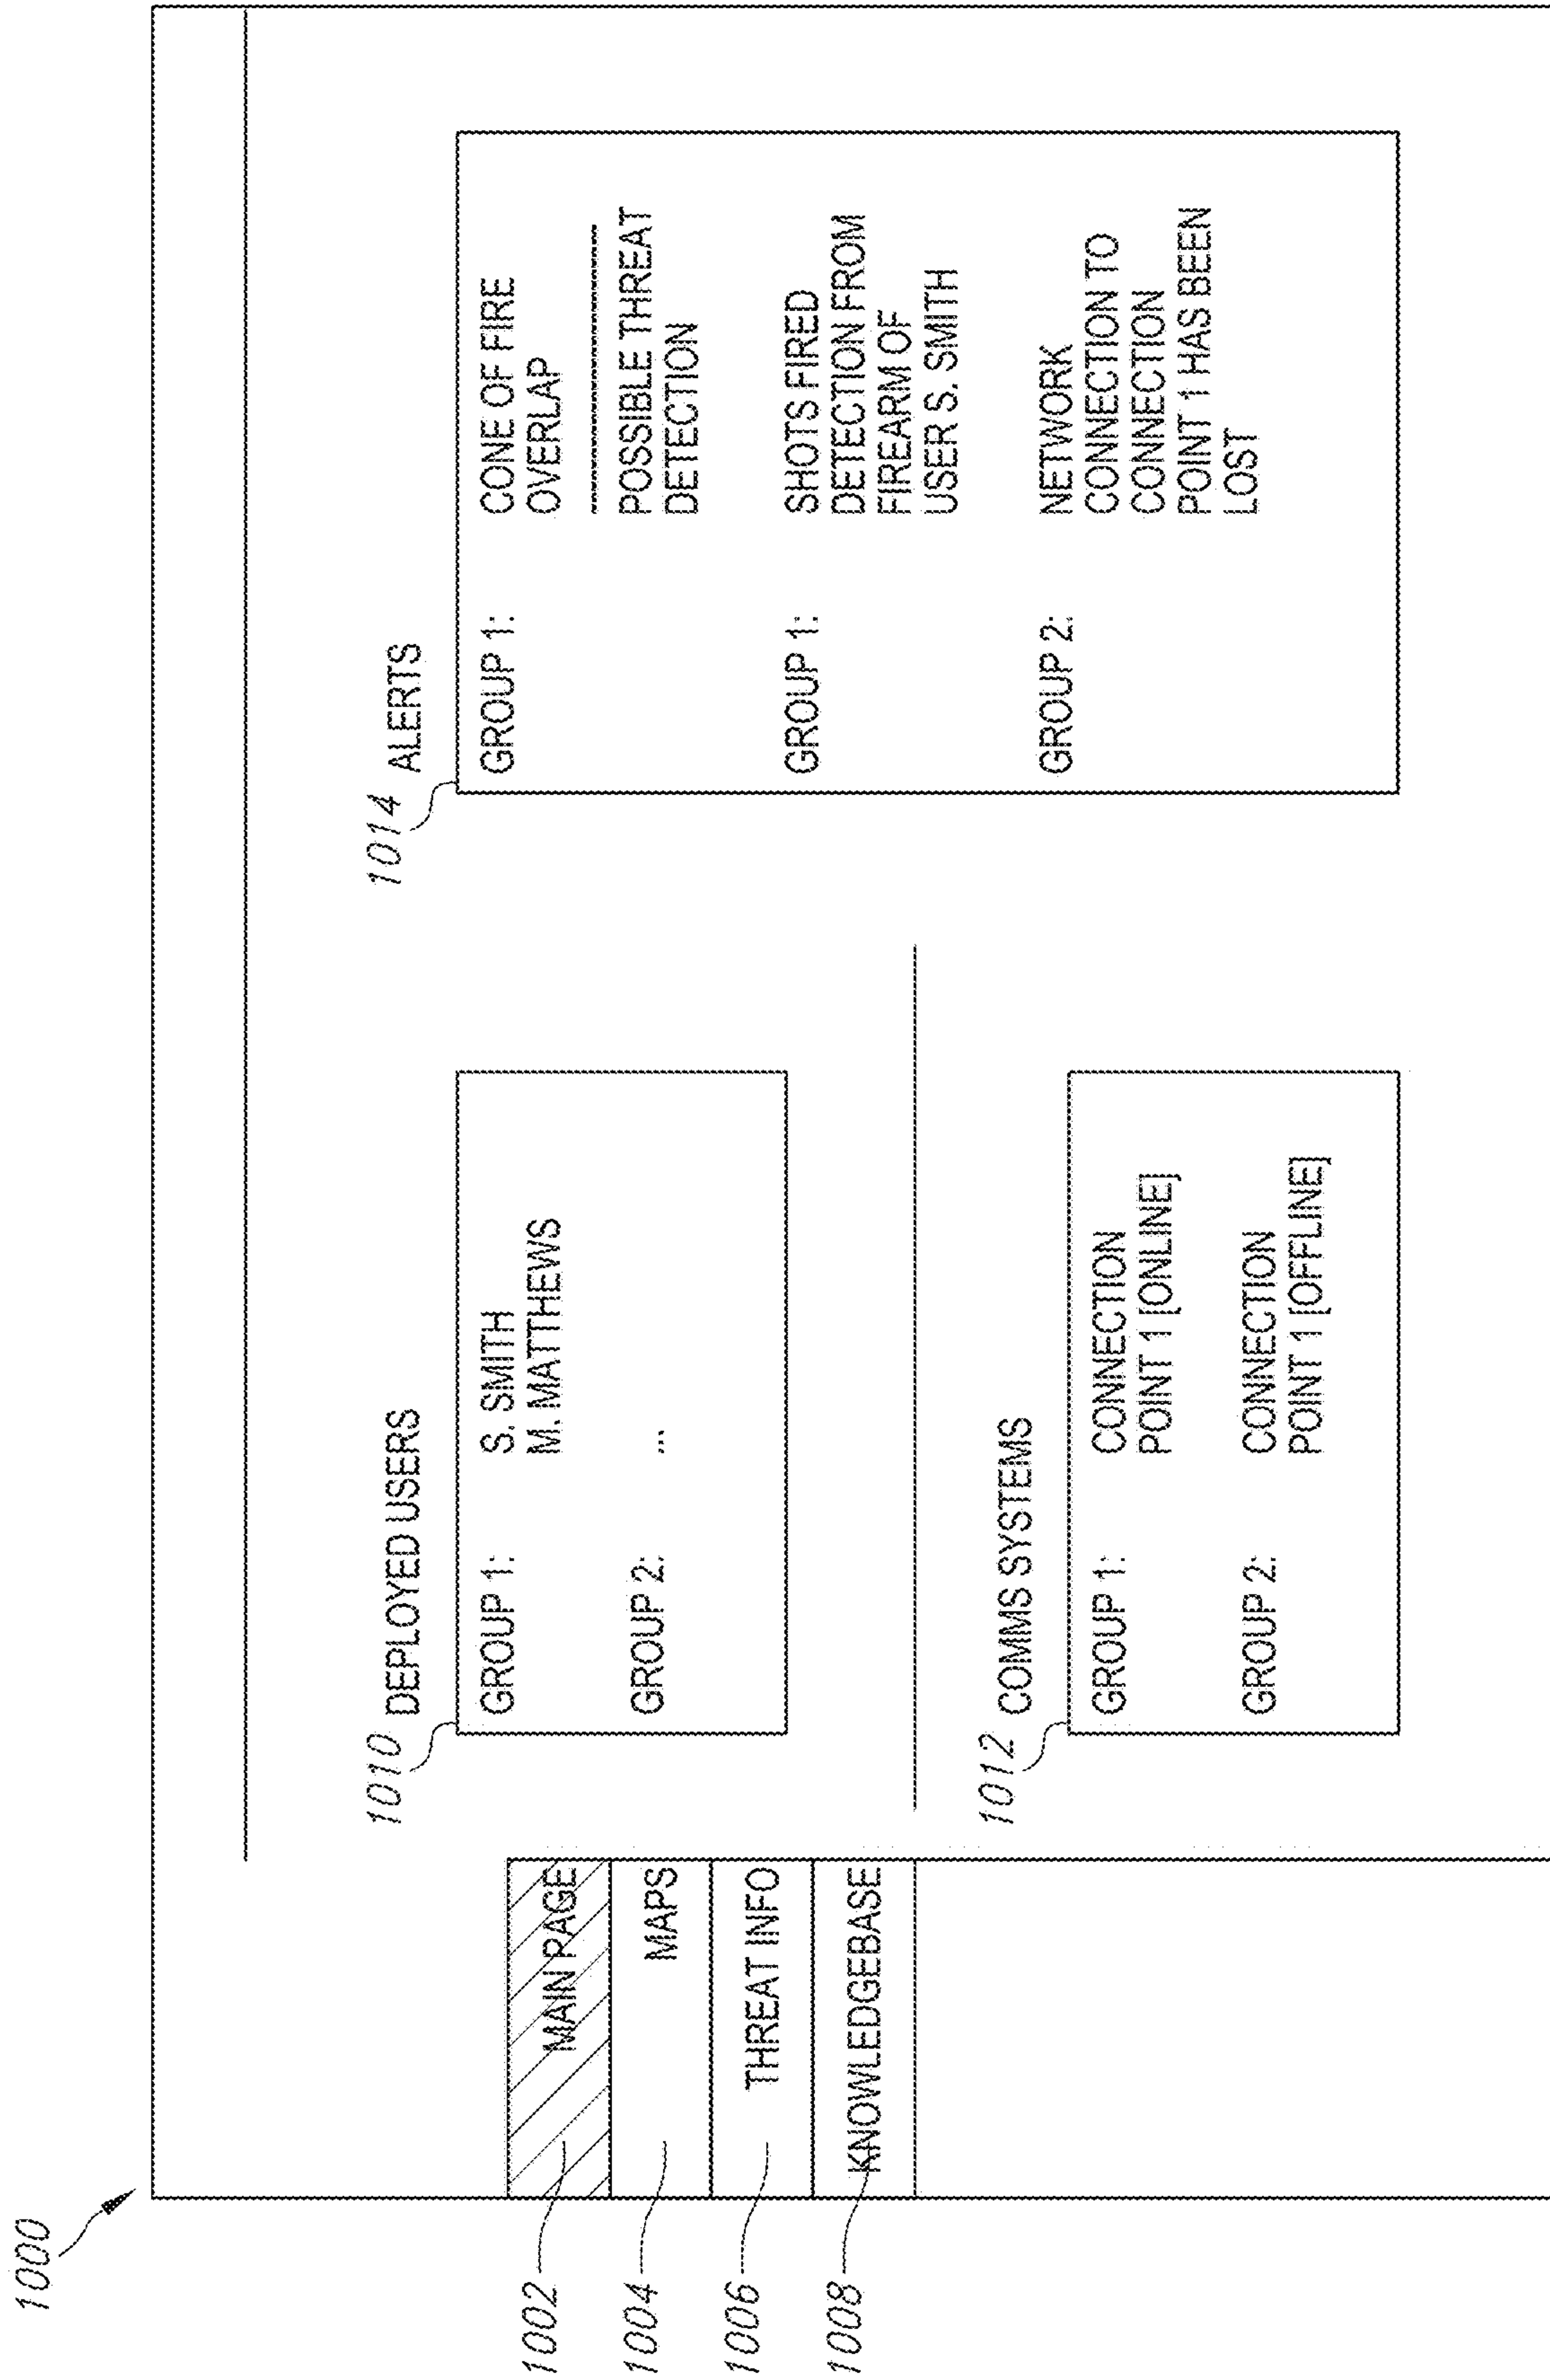 1000
1002
MAIN PAGE
1004
MAPS
1006
THREAT INFO
1008
KNOWLEDGEBASE
1010
DEPLOYED USERS
GROUP 1: S. SMITH
M. MATTHEWS
GROUP 2: ...
1012
COMMS SYSTEMS
GROUP 1: CONNECTION
POINT 1 [ONLINE]
GROUP 2: CONNECTION
POINT 1 [OFFLINE]
1014
ALERTS
GROUP 1: CONE OF FIRE
OVERLAP
POSSIBLE THREAT
DETECTION
GROUP 1: SHOTS FIRED
DETECTION FROM
FIREARM OF
USER S. SMITH
GROUP 2: NETWORK
CONNECTION TO
CONNECTION
POINT 1 HAS BEEN
LOST